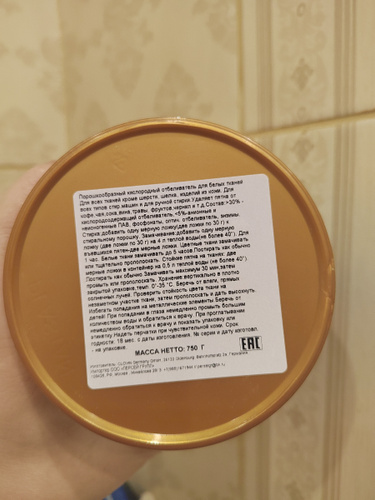 Порошкообразный кислородный отбеливатель для белых тканей
Для всех тканей кроме шерсти, шелка, изделий из кожи. Для
всех типов стир.машин и для ручной стирки.Удаляет пятна от
кофе,чая,сока,вина,травы, фруктов,чернил и т.д.Состав:>30% -
кислородсодержащий отбеливатель,<5%-анионные и
неионогенные ПАВ, фосфонаты, оптич. отбеливатель, энзимы.
Стирка:добавить одну мерную ложку(две ложки по 30 г) к
стиральному порошку. Замачивание:добавить одну мерную
ложку (две ложки по 30 г) на 4 л теплой воды(не более 40°). Для
въевшихся пятен-две мерные ложки. Цветные ткани замачивать
1 час. Белые ткани замачивать до 5 часов.Постирать как обычно
или тщательно прополоскать. Стойкие пятна на тканях: две
мерные ложки в контейнер на 0,5 л теплой воды (не более 40°)
Постирать как обычно Замачивать максимум 30 мин,затем
промыть или прополоскать. Хранение:вертикально в плотно
закрытой упаковке,темп. 0°-35 °С. Беречь от влаги, прямых
солнечных лучей. Проверить стойкость цвета ткани на
незаметном участке ткани, затем прополоскать и дать высохнуть
Избегать попадания на металлические элементы.Беречь от
детей! При попадании в глаза немедленно промыть большим
количеством воды и обратиться к врачу. При проглатывании
немедленно обратиться к врачу и показать упаковку или
этикетку.Надеть перчатки при чувствительной коже. Срок
годности: 18 мес. с даты изготовления. № серии и дату изготовл.
- на упаковке.
МАССА НЕТТО: 750 Г
EAC